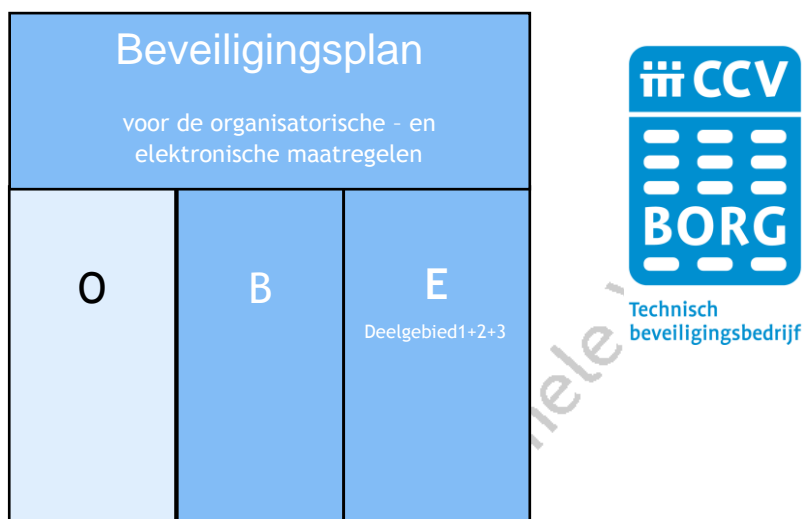 Beveiligingsplan
voor de organisatorische – en
elektronische maatregelen
O
B
E
Deelgebied1+2+3
CCV
BORG
Technisch
beveiligingsbedrijf